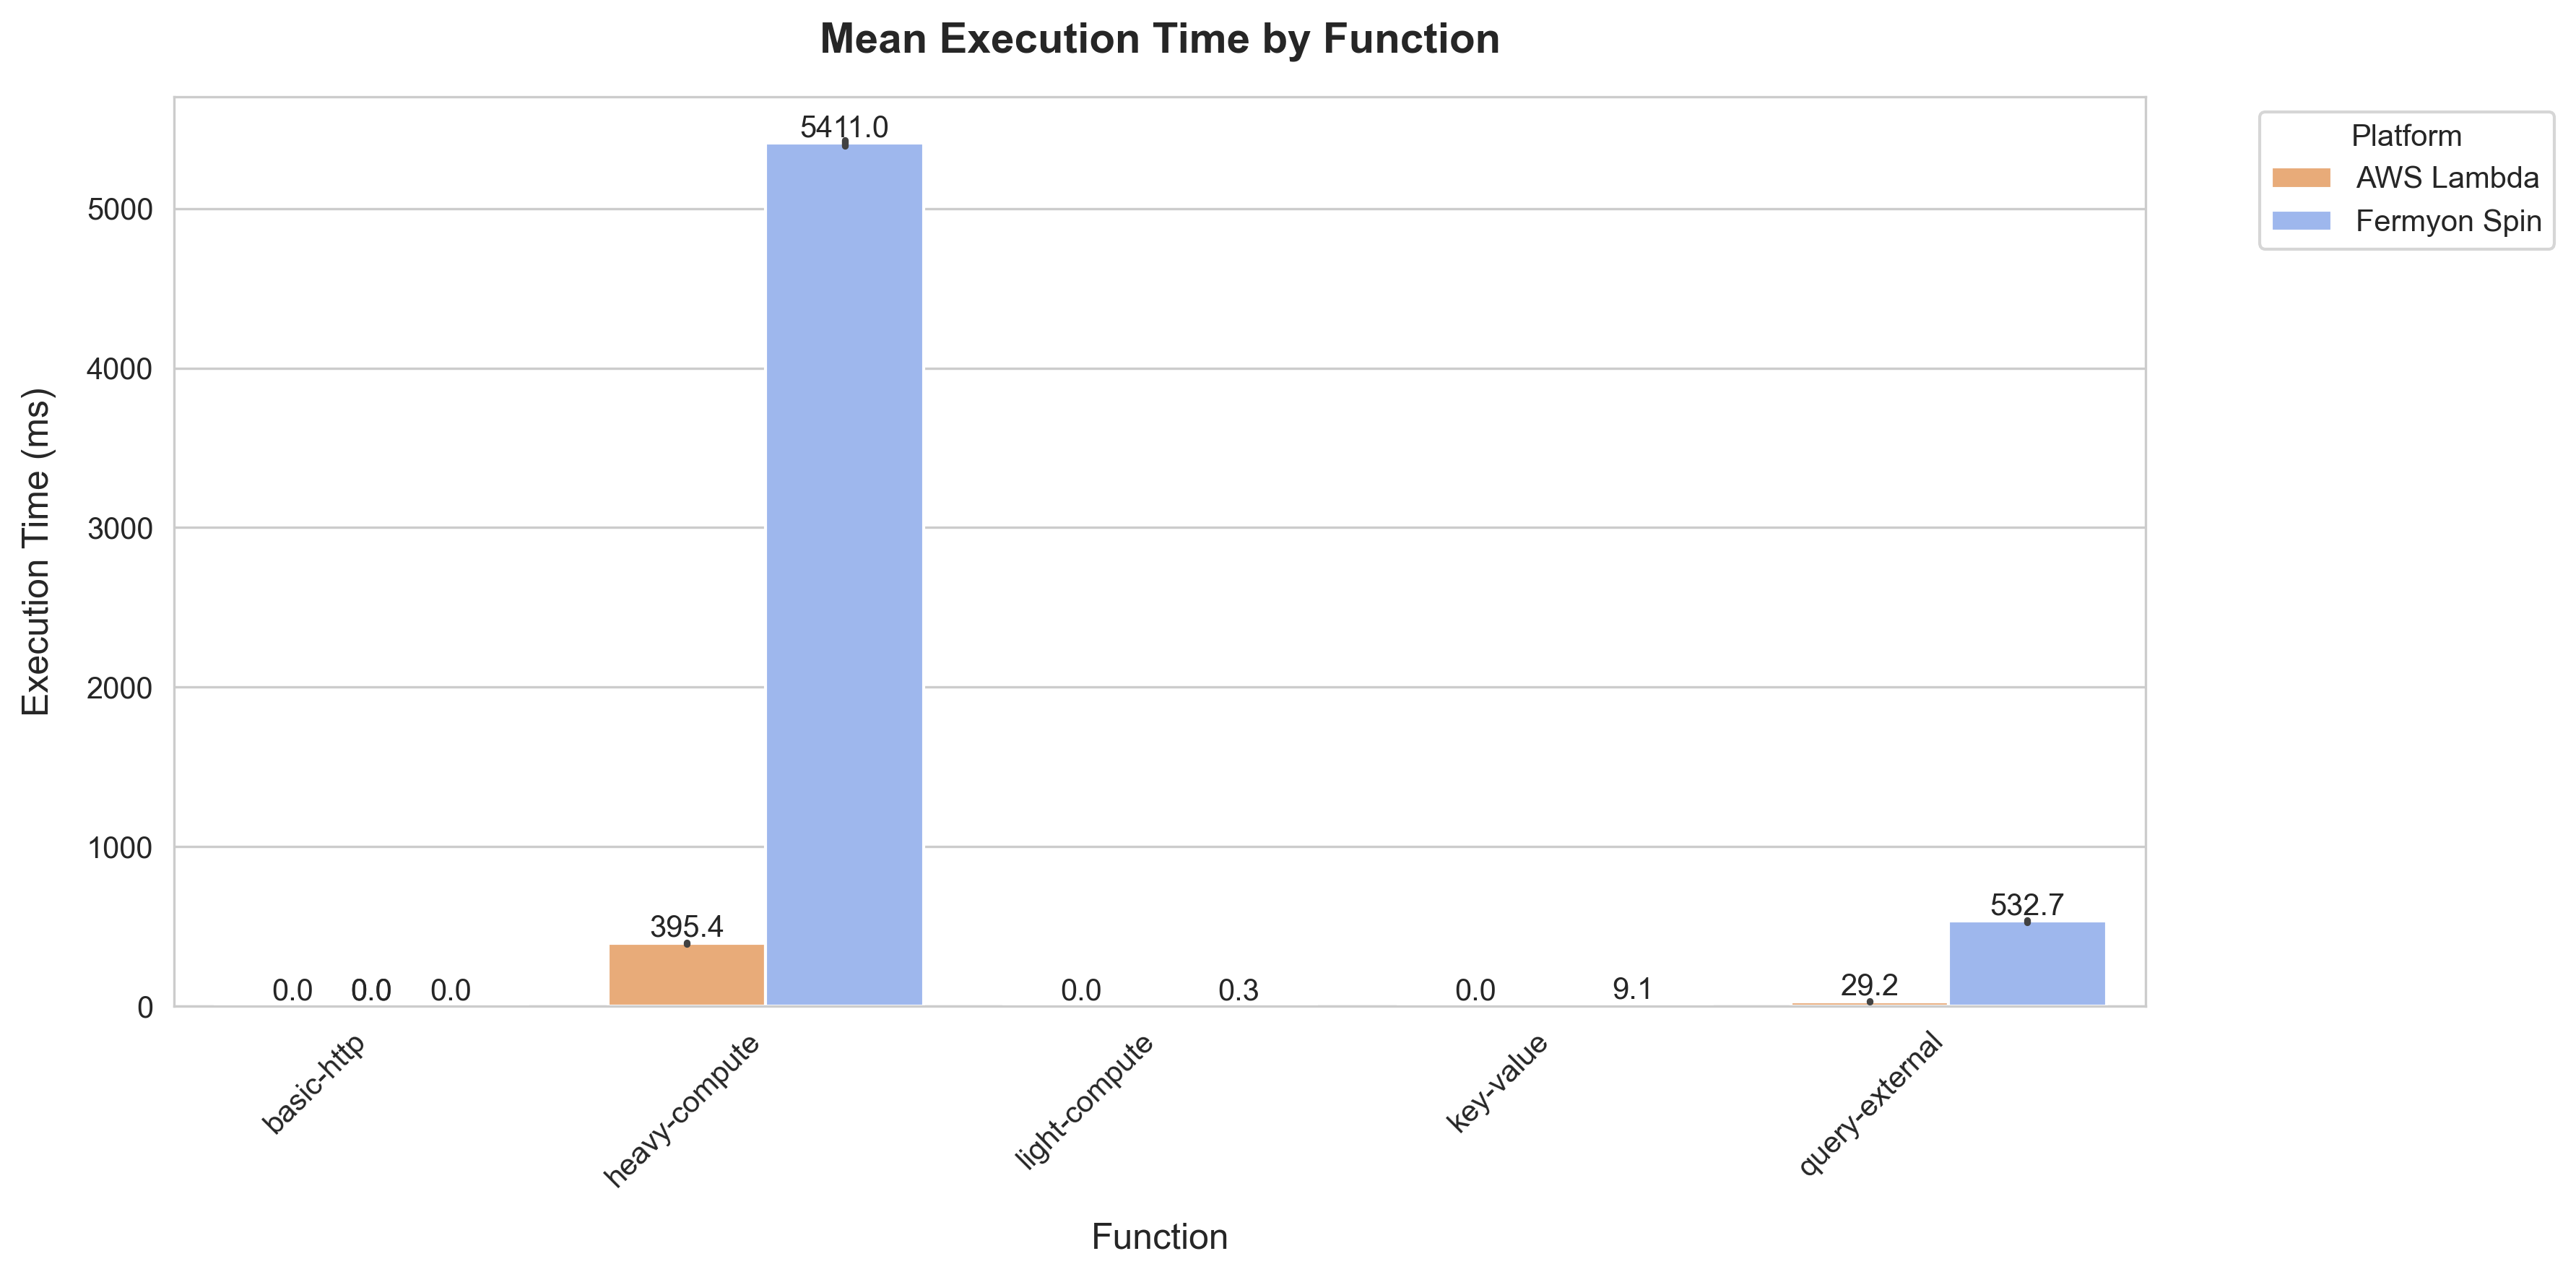 Mean Execution Time by Function
Platform
AWS Lambda
Fermyon Spin
Execution Time (ms)
5000
4000
3000
2000
1000
0
0.0 0.0 0.0
395.4
5411.0
0.0 0.3
0.0 9.1
29.2
532.7
basic-http
heavy-compute
light-compute
key-value
query-external
Function